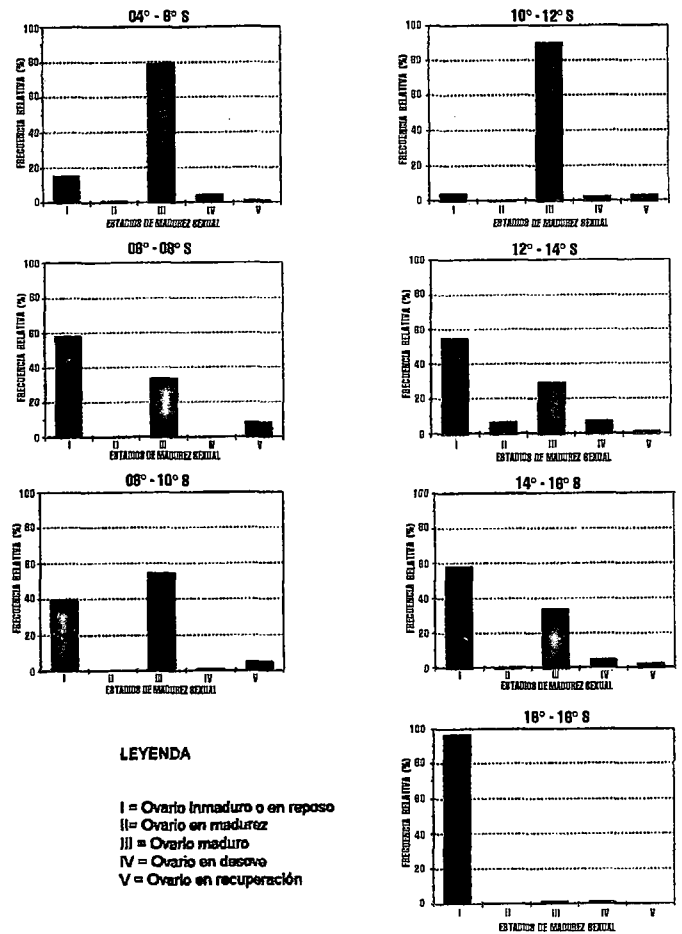 04° - 6° S
FRECUENCIA RELATIVA (%)
100
80
60
40
20
0
I II III IV V
ESTADIOS DE MADUREZ SEXUAL
06° - 08° S
FRECUENCIA RELATIVA (%)
100
80
60
40
20
0
I II III IV V
ESTADIOS DE MADUREZ SEXUAL
08° - 10° S
FRECUENCIA RELATIVA (%)
100
80
60
40
20
0
I II III IV V
ESTADIOS DE MADUREZ SEXUAL
LEYENDA
I = Ovario inmaduro o en reposo
II= Ovario en madurez
III = Ovario maduro
IV = Ovario en desove
V = Ovario en recuperación
10° - 12° S
FRECUENCIA RELATIVA (%)
100
80
60
40
20
0
I II III IV V
ESTADIOS DE MADUREZ SEXUAL
12° - 14° S
FRECUENCIA RELATIVA (%)
100
80
60
40
20
0
I II III IV V
ESTADIOS DE MADUREZ SEXUAL
14° - 16° S
FRECUENCIA RELATIVA (%)
100
80
60
40
20
0
I II III IV V
ESTADIOS DE MADUREZ SEXUAL
16° - 18° S
FRECUENCIA RELATIVA (%)
100
80
60
40
20
0
I II III IV V
ESTADIOS DE MADUREZ SEXUAL